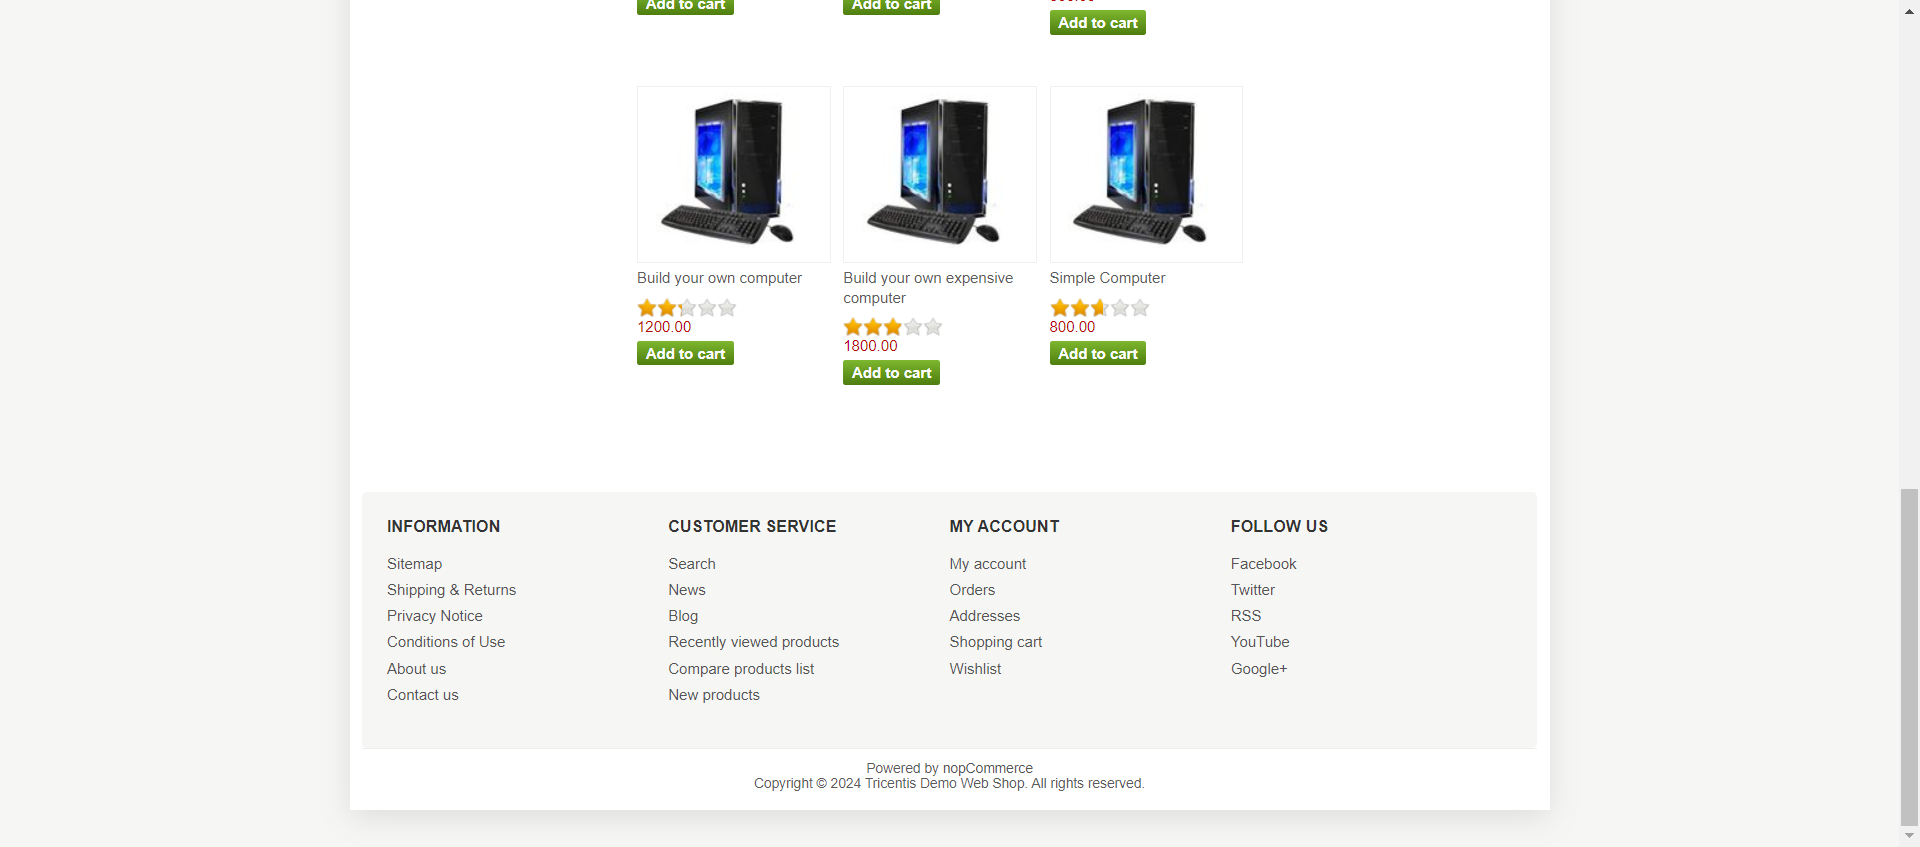 Add to cart
Add to cart
Add to cart
Build your own computer
1200.00
Add to cart
Build your own expensive
computer
1800.00
Add to cart
Simple Computer
800.00
Add to cart
INFORMATION
Sitemap
Shipping & Returns
Privacy Notice
Conditions of Use
About us
Contact us
CUSTOMER SERVICE
Search
News
Blog
Recently viewed products
Compare products list
New products
MY ACCOUNT
My account
Orders
Addresses
Shopping cart
Wishlist
FOLLOW US
Facebook
Twitter
RSS
YouTube
Google+
Powered by nopCommerce
Copyright © 2024 Tricentis Demo Web Shop. All rights reserved.